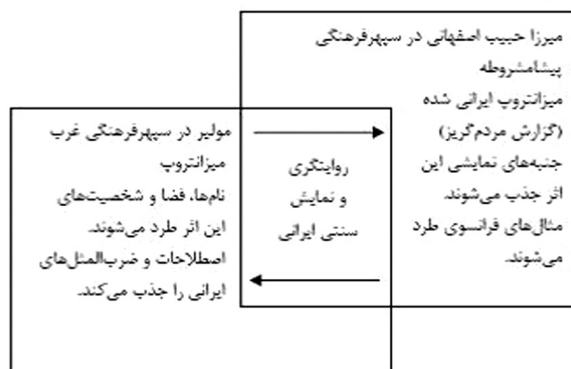 میرزا حبیب اصفهانی در سپهرفرهنگی
پیشامشروطه
میزانتروپ ایرانی شده
(گزارش مردم‌گریز)
جنبه‌های نمایشی این
اثر جذب می‌شوند.
مثال‌های فرانسوی طرد
می‌شوند.
روایتگری
و نمایش
سنتی ایرانی
مولیر در سپهرفرهنگی غرب
میزانتروپ
نام‌ها، فضا و شخصیت‌های
این اثر طرد می‌شوند.
اصطلاحات و ضرب‌المثل‌های
ایرانی را جذب می‌کند.